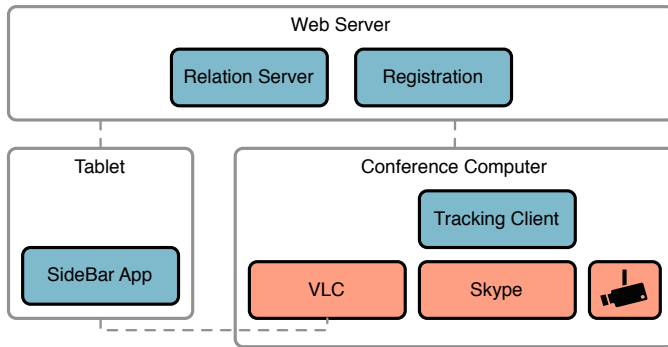 Web Server
Relation Server
Registration
Tablet
Conference Computer
Tracking Client
SideBar App
VLC
Skype